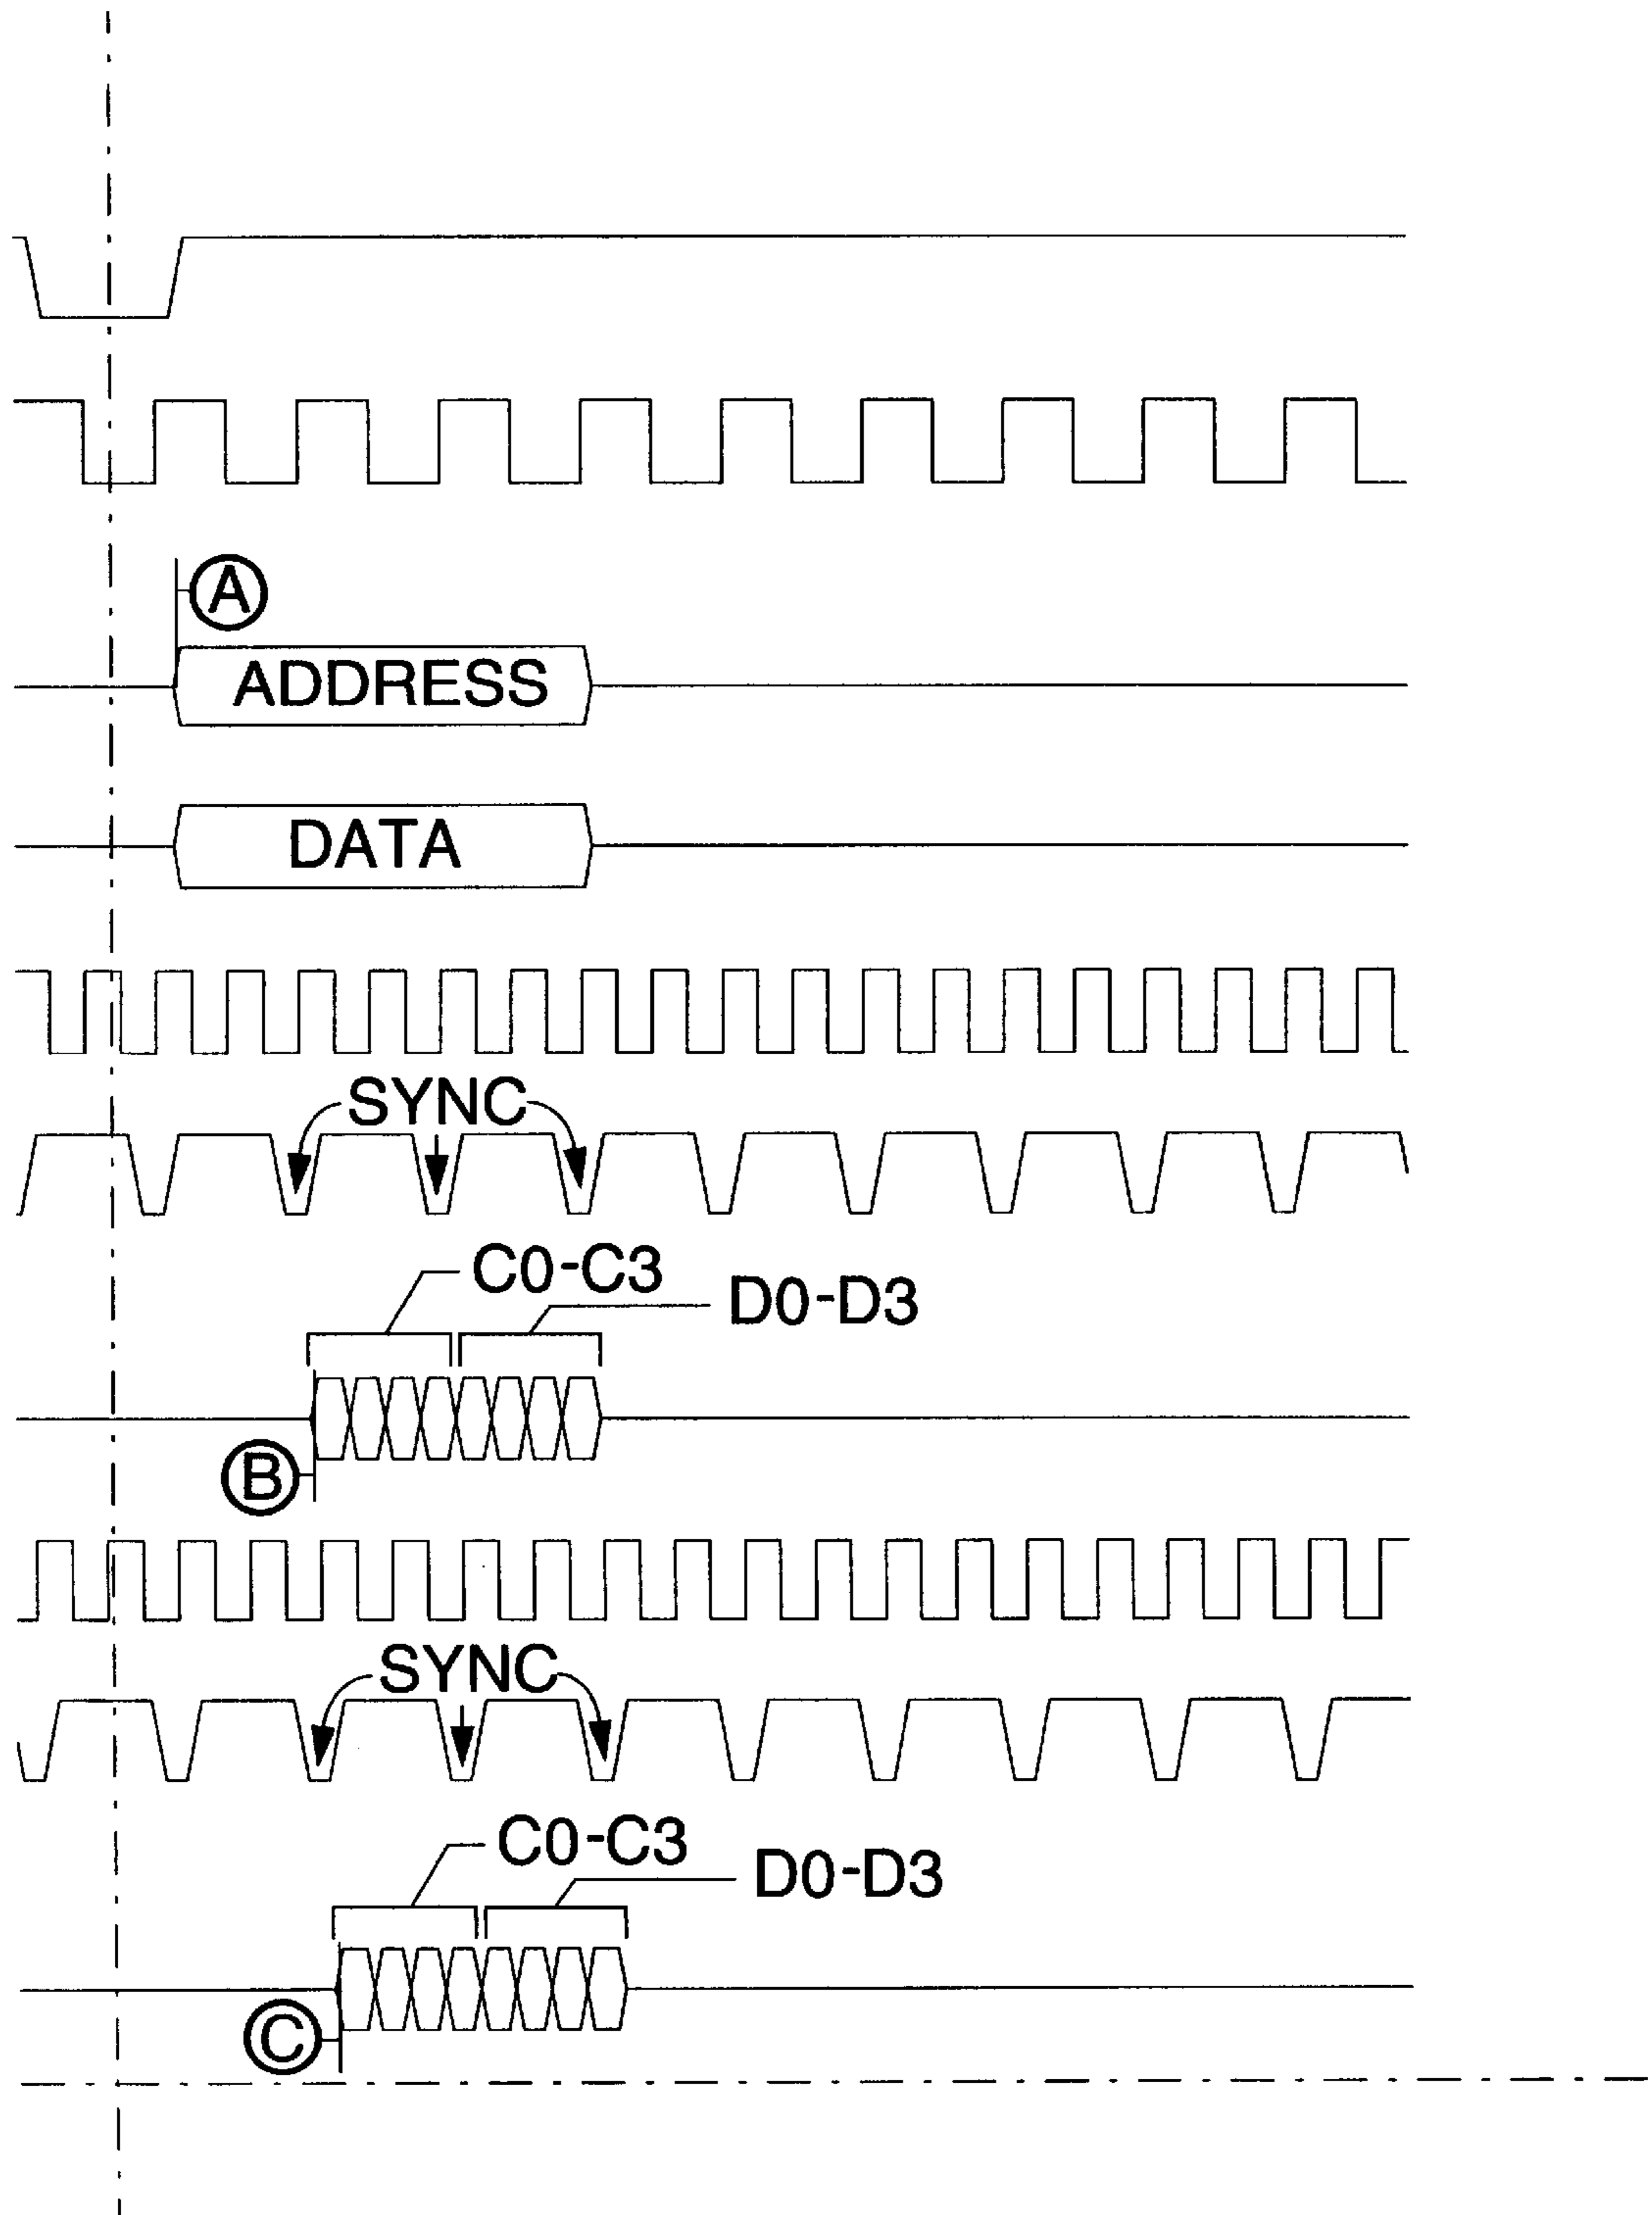 A
ADDRESS
DATA
SYNC
C0-C3
D0-D3
B
SYNC
C0-C3
D0-D3
C